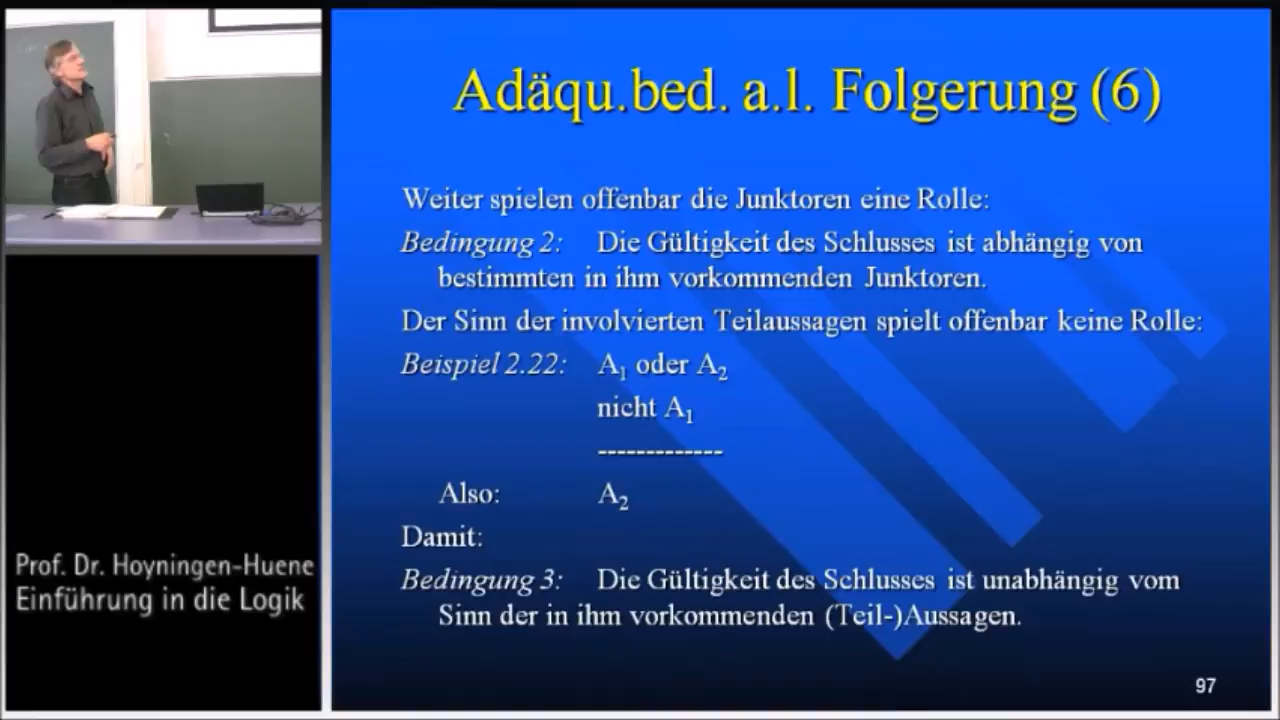 Adäqu.bed. a.l. Folgerung (6)
Weiter spielen offenbar die Junktoren eine Rolle:
Bedingung 2: Die Gültigkeit des Schlusses ist abhängig von
bestimmten in ihm vorkommenden Junktoren.
Der Sinn der involvierten Teilaussagen spielt offenbar keine Rolle:
Beispiel 2.22: A₁ oder A₂
nicht A₁
-------------
Also: A₂
Damit:
Bedingung 3: Die Gültigkeit des Schlusses ist unabhängig vom
Sinn der in ihm vorkommenden (Teil-)Aussagen.
97
Prof. Dr. Hoyningen-Huene
Einführung in die Logik